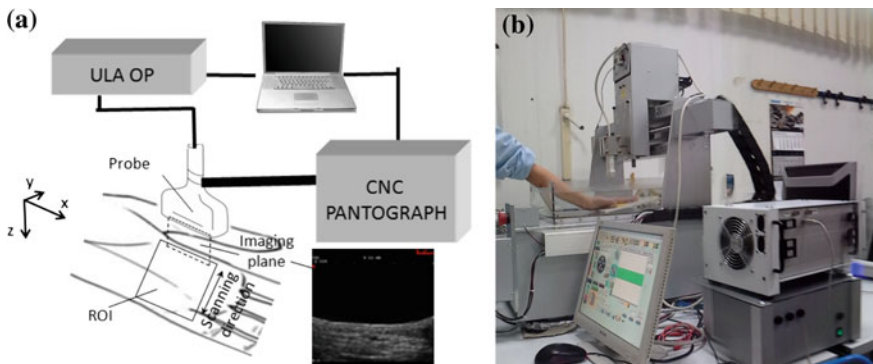 (a)
ULA OP
Probe
y
x
z
CNC
PANTOGRAPH
Imaging
plane
Scanning
direction
ROI
(b)